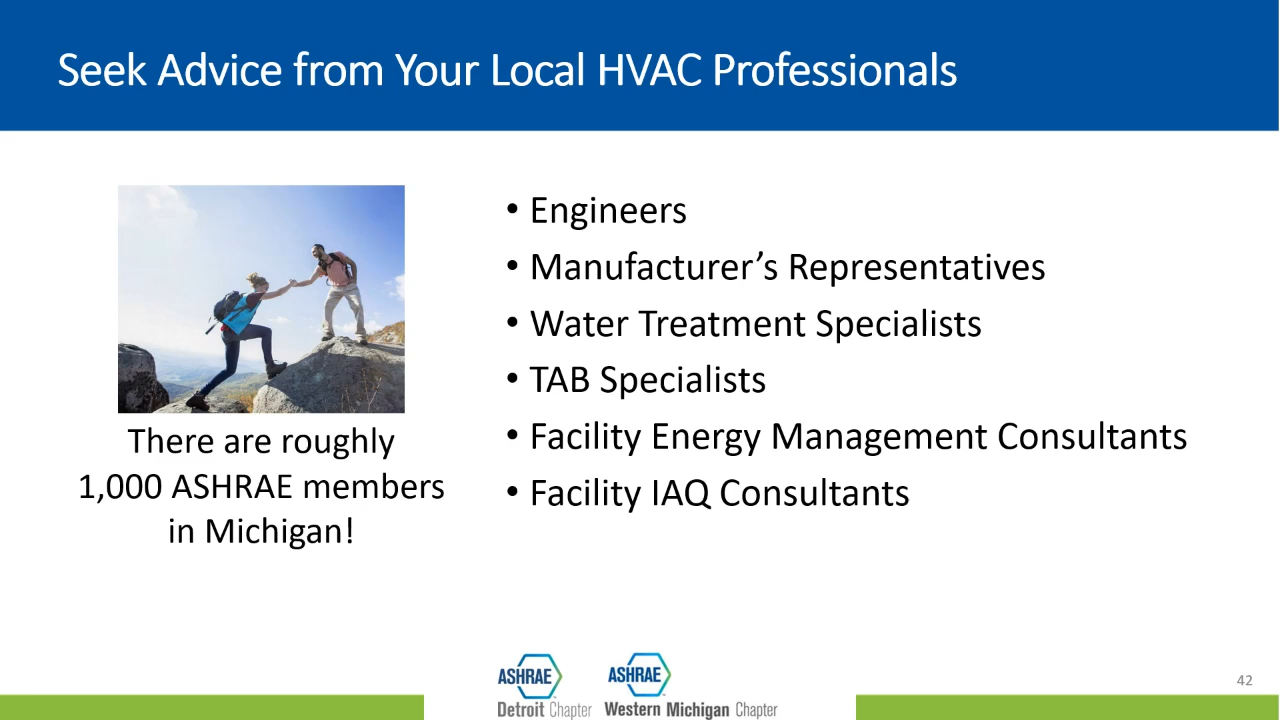 Seek Advice from Your Local HVAC Professionals
There are roughly
1,000 ASHRAE members
in Michigan!
• Engineers
• Manufacturer’s Representatives
• Water Treatment Specialists
• TAB Specialists
• Facility Energy Management Consultants
• Facility IAQ Consultants
ASHRAE
Detroit Chapter
ASHRAE
Western Michigan Chapter
42